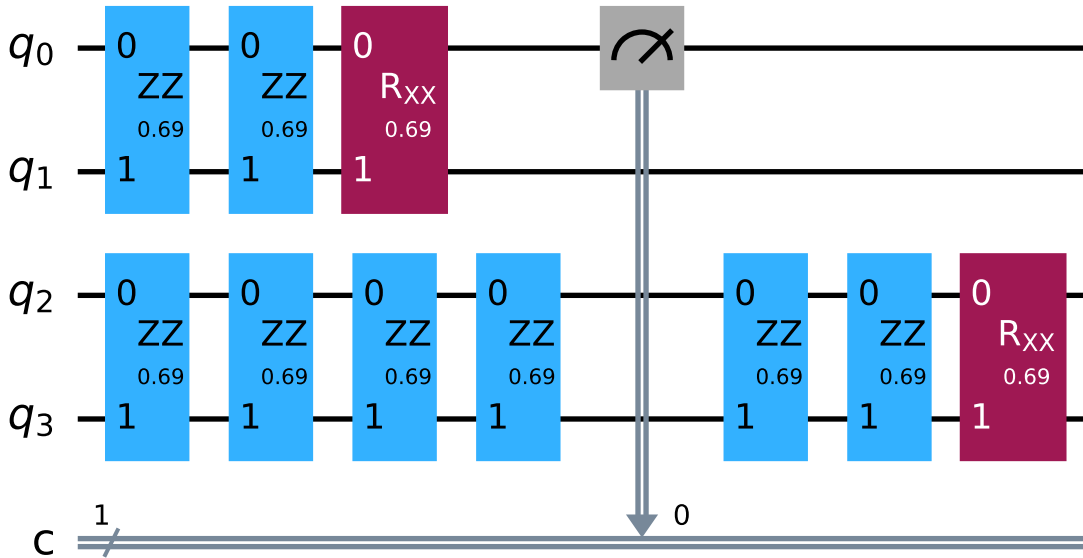 q0 0 ZZ 0.69 0 ZZ 0.69 0 RXX 0.69
q1 1 1 1
q2 0 ZZ 0.69 0 ZZ 0.69 0 ZZ 0.69 0 ZZ 0.69 0 ZZ 0.69 0 ZZ 0.69 0 RXX 0.69
q3 1 1 1 1 1 1 1
c 1 0